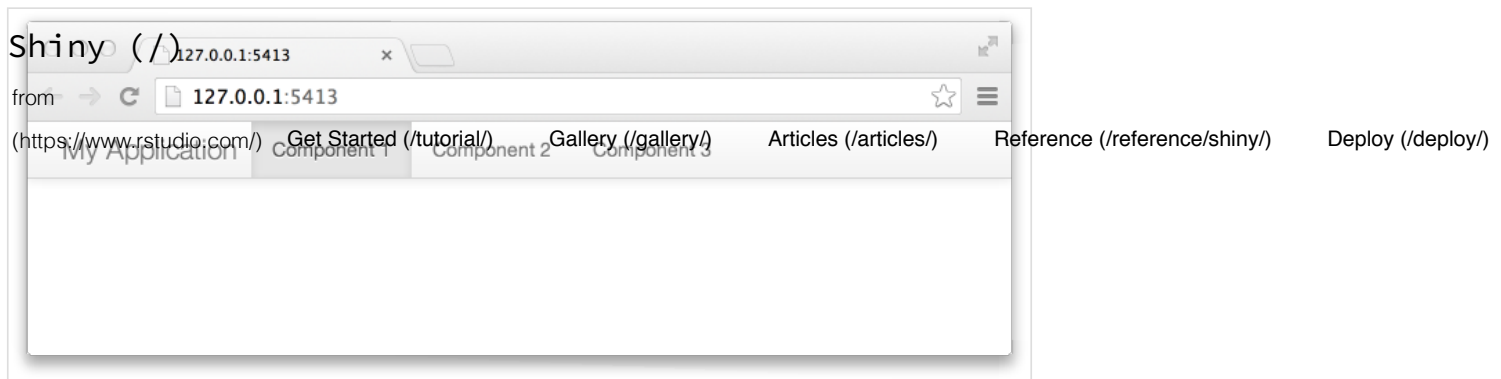 Shiny (/)
127.0.0.1:5413
from
127.0.0.1:5413
(https://www.rstudio.com/) Get Started (/tutorial/) Gallery (/gallery/) Articles (/articles/) Reference (/reference/shiny/) Deploy (/deploy/)
My Application Component 1 Component 2 Component 3